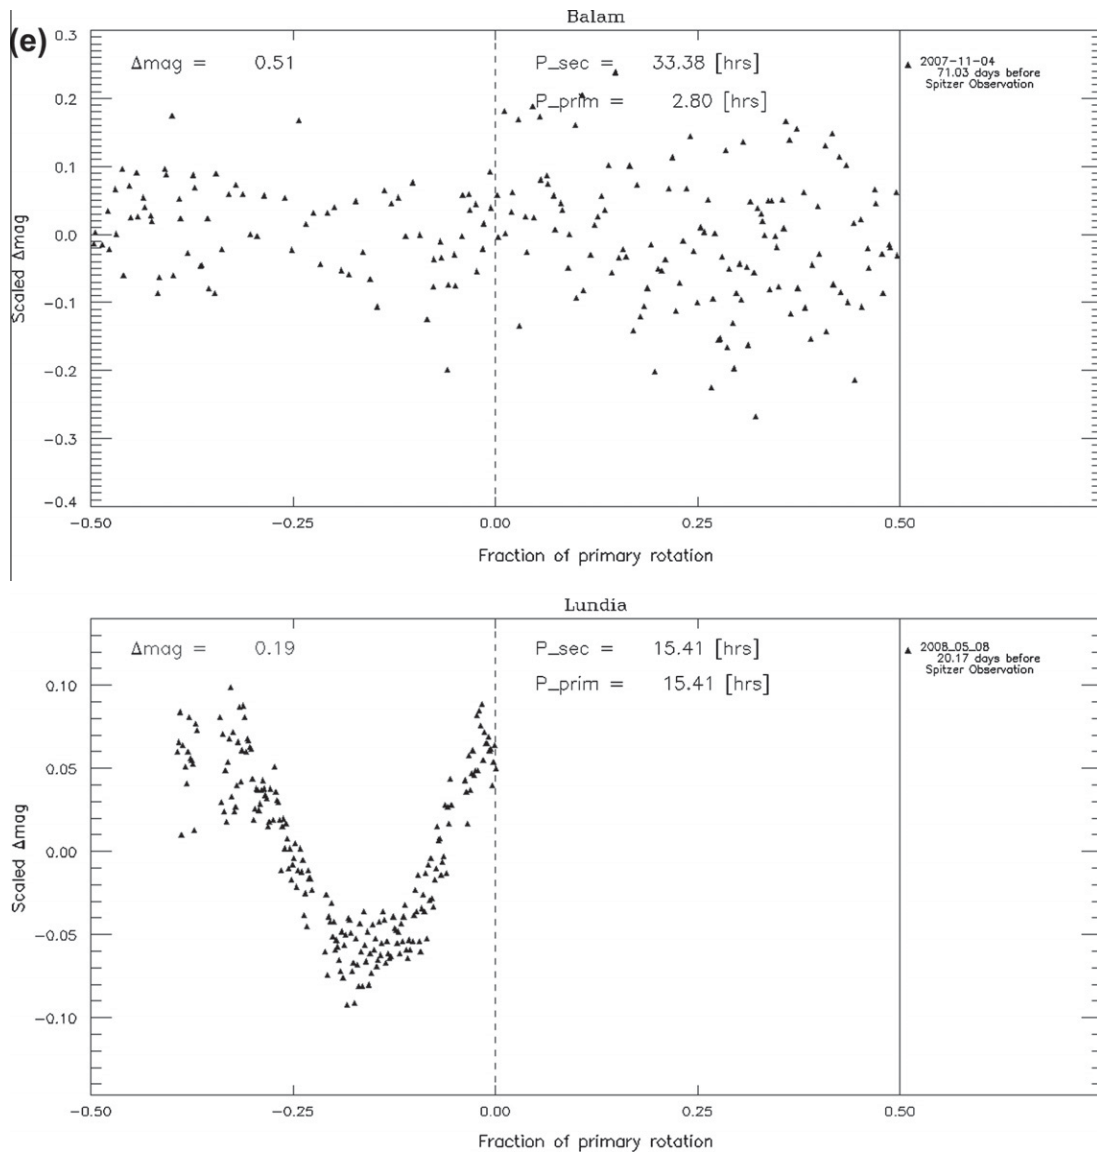 (e)
Balam
Δmag = 0.51
P_sec = 33.38 [hrs]
P_prim = 2.80 [hrs]
2007-11-04
71.03 days before
Spitzer Observation
0.3
0.2
0.1
0.0
-0.1
-0.2
-0.3
-0.4
Scaled Δmag
-0.50 -0.25 0.00 0.25 0.50
Fraction of primary rotation
Lundia
Δmag = 0.19
P_sec = 15.41 [hrs]
P_prim = 15.41 [hrs]
2008_05_08
20.17 days before
Spitzer Observation
0.10
0.05
0.00
-0.05
-0.10
Scaled Δmag
-0.50 -0.25 0.00 0.25 0.50
Fraction of primary rotation